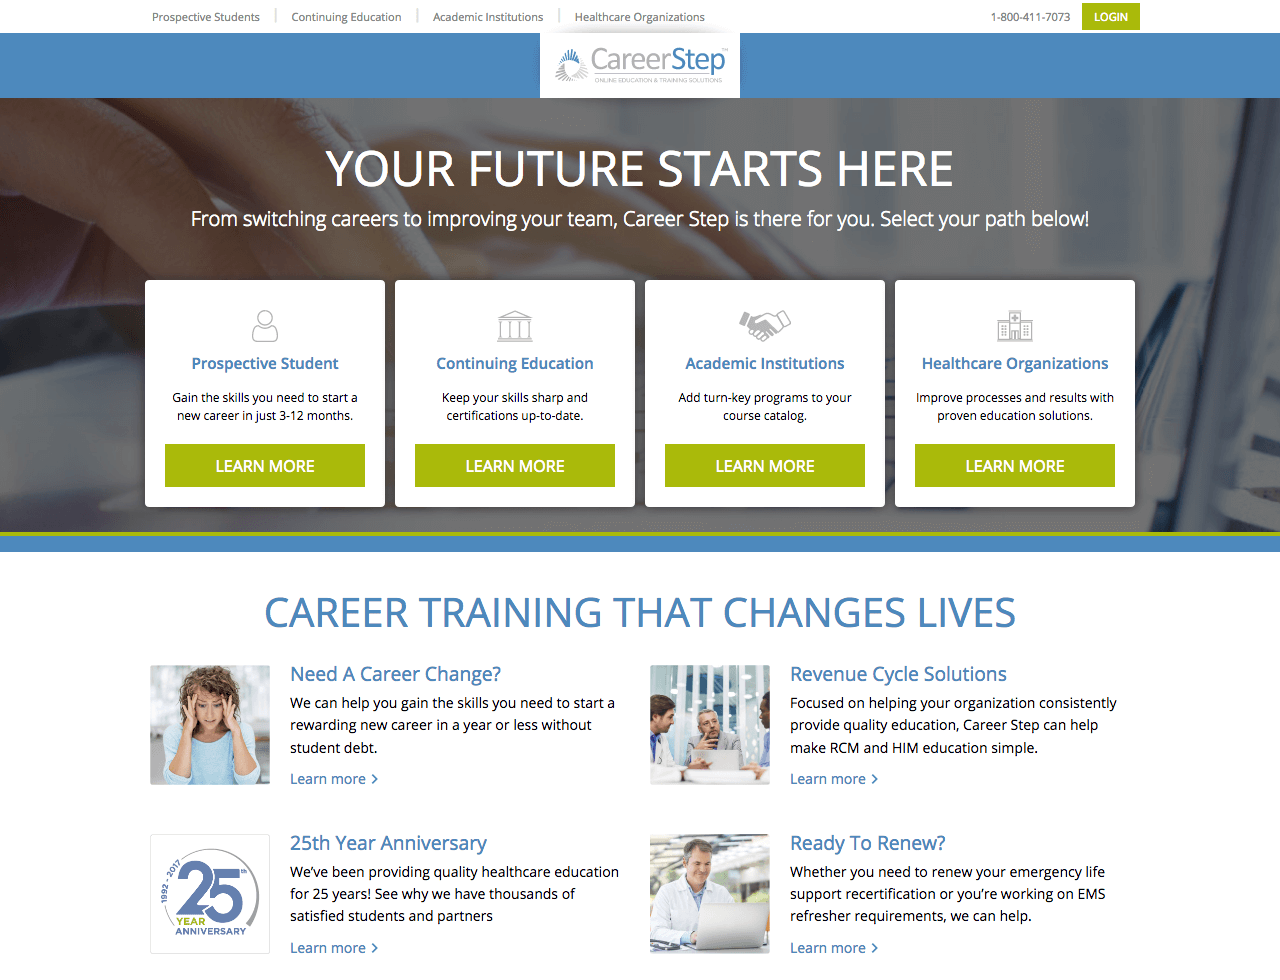 Prospective Students
Continuing Education
Academic Institutions
Healthcare Organizations
1-800-411-7073
LOGIN
CareerStep™
ONLINE EDUCATION & TRAINING SOLUTIONS
YOUR FUTURE STARTS HERE
From switching careers to improving your team, Career Step is there for you. Select your path below!
Prospective Student
Gain the skills you need to start a
new career in just 3-12 months.
LEARN MORE
Continuing Education
Keep your skills sharp and
certifications up-to-date.
LEARN MORE
Academic Institutions
Add turn-key programs to your
course catalog.
LEARN MORE
Healthcare Organizations
Improve processes and results with
proven education solutions.
LEARN MORE
CAREER TRAINING THAT CHANGES LIVES
Need A Career Change?
We can help you gain the skills you need to start a
rewarding new career in a year or less without
student debt.
Learn more >
Revenue Cycle Solutions
Focused on helping your organization consistently
provide quality education, Career Step can help
make RCM and HIM education simple.
Learn more >
1992 - 2017
25th
YEAR
ANNIVERSARY
25th Year Anniversary
We've been providing quality healthcare education
for 25 years! See why we have thousands of
satisfied students and partners
Learn more >
Ready To Renew?
Whether you need to renew your emergency life
support recertification or you're working on EMS
refresher requirements, we can help.
Learn more >